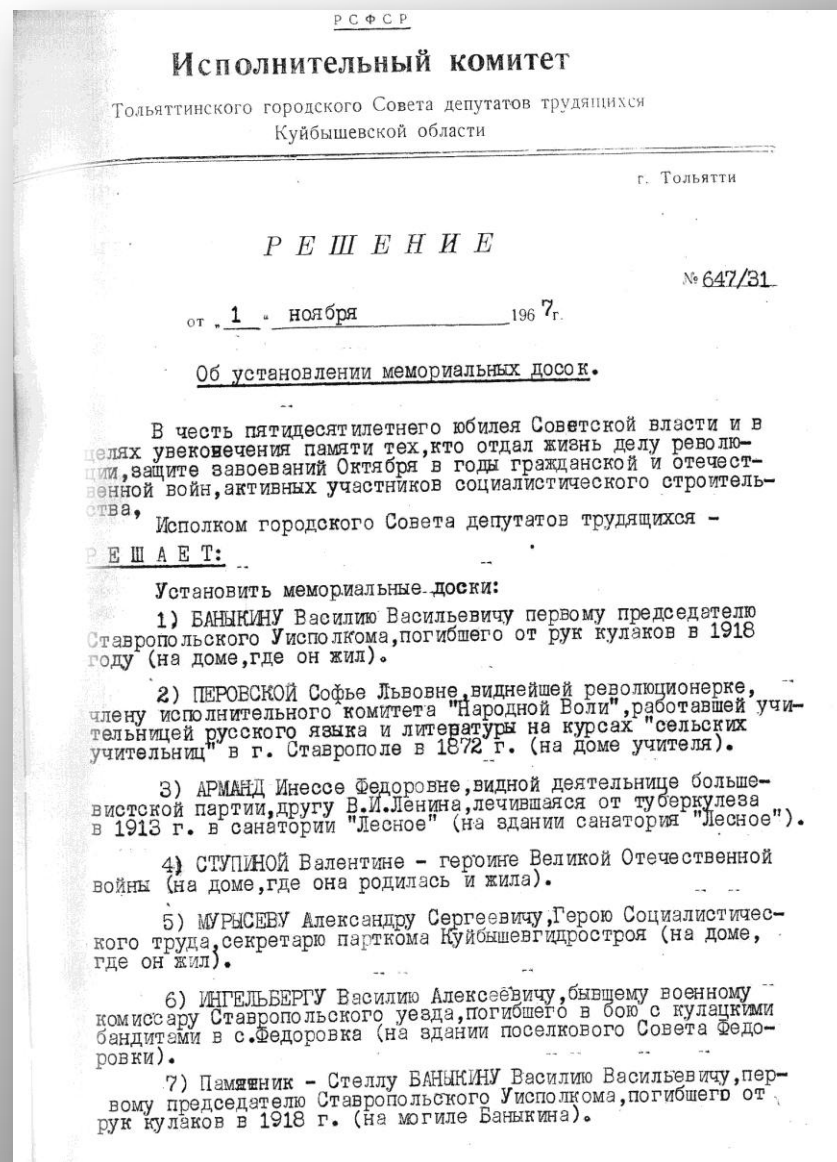 РСФСР
Исполнительный комитет
Тольяттинского городского Совета депутатов трудящихся
Куйбышевской области
г. Тольятти
РЕШЕНИЕ
№ 647/31
от „ 1 " ноября 1967г.
Об установлении мемориальных досок.
В честь пятидесятилетнего юбилея Советской власти и в
целях увековечения памяти тех,кто отдал жизнь делу револю-
ции,защите завоеваний Октября в годы гражданской и отечест-
венной войн,активных участников социалистического строитель-
ства,
Исполком городского Совета депутатов трудящихся –
РЕШАЕТ:
Установить мемориальные доски:
1) БАНЫКИНУ Василию Васильевичу первому председателю
Ставропольского Уисполкома,погибшего от рук кулаков в 1918
году (на доме,где он жил).
2) ПЕРОВСКОЙ Софье Львовне,виднейшей революционерке,
члену исполнительного комитета "Народной Воли",работавшей учи-
тельницей русского языка и литературы на курсах "сельских
учительниц" в г. Ставрополе в 1872 г. (на доме учителя).
3) АРМАНД Инессе Федоровне,видной деятельнице больше-
вистской партии,другу В.И.Ленина,лечившаяся от туберкулеза
в 1913 г. в санатории "Лесное" (на здании санатория "Лесное").
4) СТУПИНОЙ Валентине – героине Великой Отечественной
войны (на доме,где она родилась и жила).
5) МУРЫСЕВУ Александру Сергеевичу,Герою Социалистичес-
кого труда,секретарю парткома Куйбышевгидростроя (на доме,
где он жил).
6) ИНГЕЛЬБЕРГУ Василию Алексеевичу,бывшему военному
комиссару Ставропольского уезда,погибшего в бою с кулацкими
бандитами в с.Федоровка (на здании поселкового Совета Федо-
ровки).
7) Памятник – Стеллу БАНЫКИНУ Василию Васильевичу,пер-
вому председателю Ставропольского Уисполкома,погибшего от
рук кулаков в 1918 г. (на могиле Баныкина).